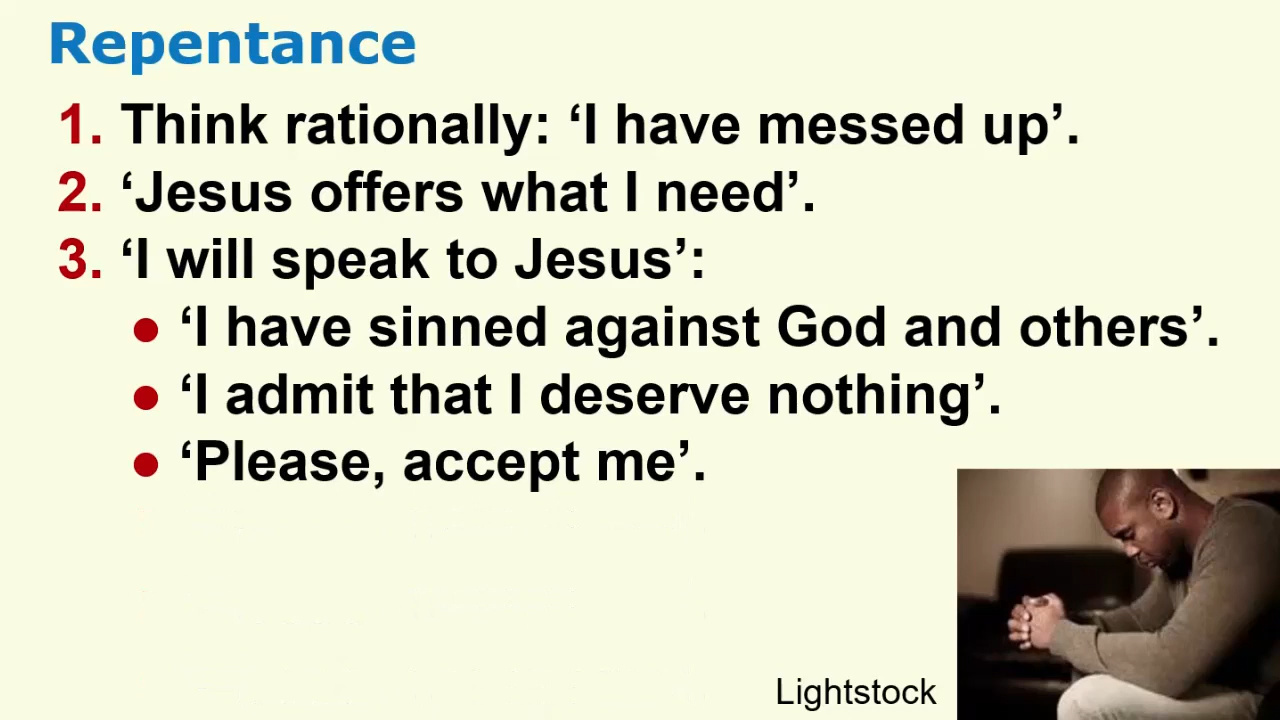 Repentance
1. Think rationally: ‘I have messed up’.
2. ‘Jesus offers what I need’.
3. ‘I will speak to Jesus’:
● ‘I have sinned against God and others’.
● ‘I admit that I deserve nothing’.
● ‘Please, accept me’.
Lightstock